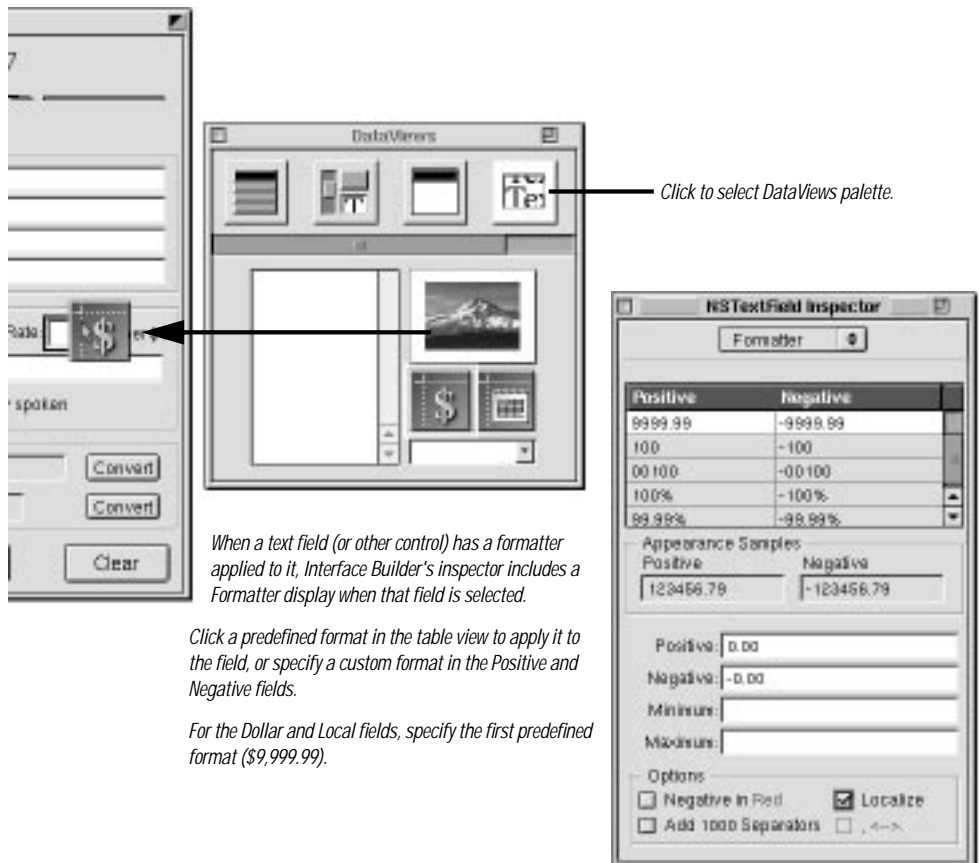 7
DataViews
Click to select DataViews palette.
Rate:
spoken
Convert
Convert
Clear
When a text field (or other control) has a formatter
applied to it, Interface Builder's inspector includes a
Formatter display when that field is selected.
Click a predefined format in the table view to apply it to
the field, or specify a custom format in the Positive and
Negative fields.
For the Dollar and Local fields, specify the first predefined
format ($9,999.99).
NSTextField Inspector
Formatter
Positive Negative
9999.99 -9999.99
100 -100
00100 -00100
100% -100%
99.99% -99.99%
Appearance Samples
Positive Negative
123456.79 -123456.79
Positive: 0.00
Negative: -0.00
Minimum:
Maximum:
Options
Negative in Red Localize
Add 1000 Separators , <-->.